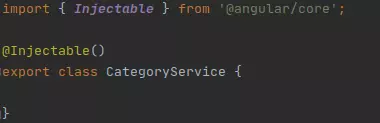 import { Injectable } from '@angular/core';
@Injectable()
export class CategoryService {
}